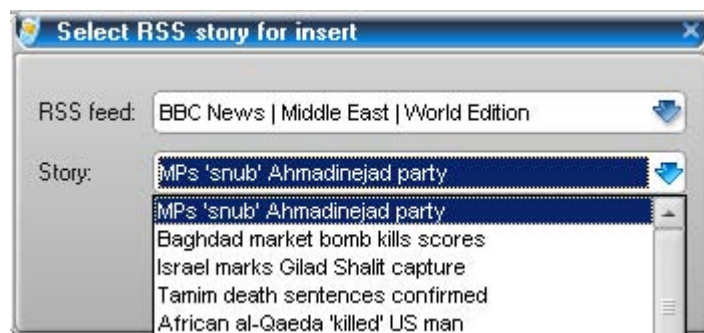 Select RSS story for insert
RSS feed: BBC News | Middle East | World Edition
Story: MPs 'snub' Ahmadinejad party
MPs 'snub' Ahmadinejad party
Baghdad market bomb kills scores
Israel marks Gilad Shalit capture
Tamim death sentences confirmed
African al-Qaeda 'killed' US man